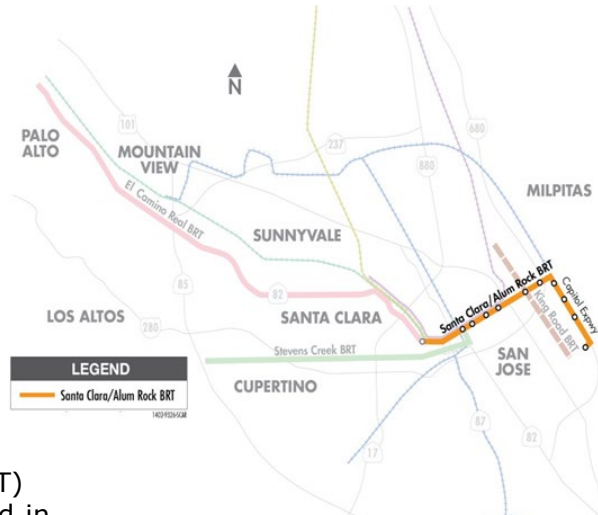 N
101
680
237
880
PALO
ALTO
MOUNTAIN
VIEW
MILPITAS
El Camino Real BRT
SUNNYVALE
Santa Clara/Alum Rock BRT
Capitol Expwy
King Road BRT
85
82
LOS ALTOS
280
SANTA CLARA
Stevens Creek BRT
SAN
JOSE
CUPERTINO
LEGEND
Santa Clara/Alum Rock BRT
87
82
17
T)
d in